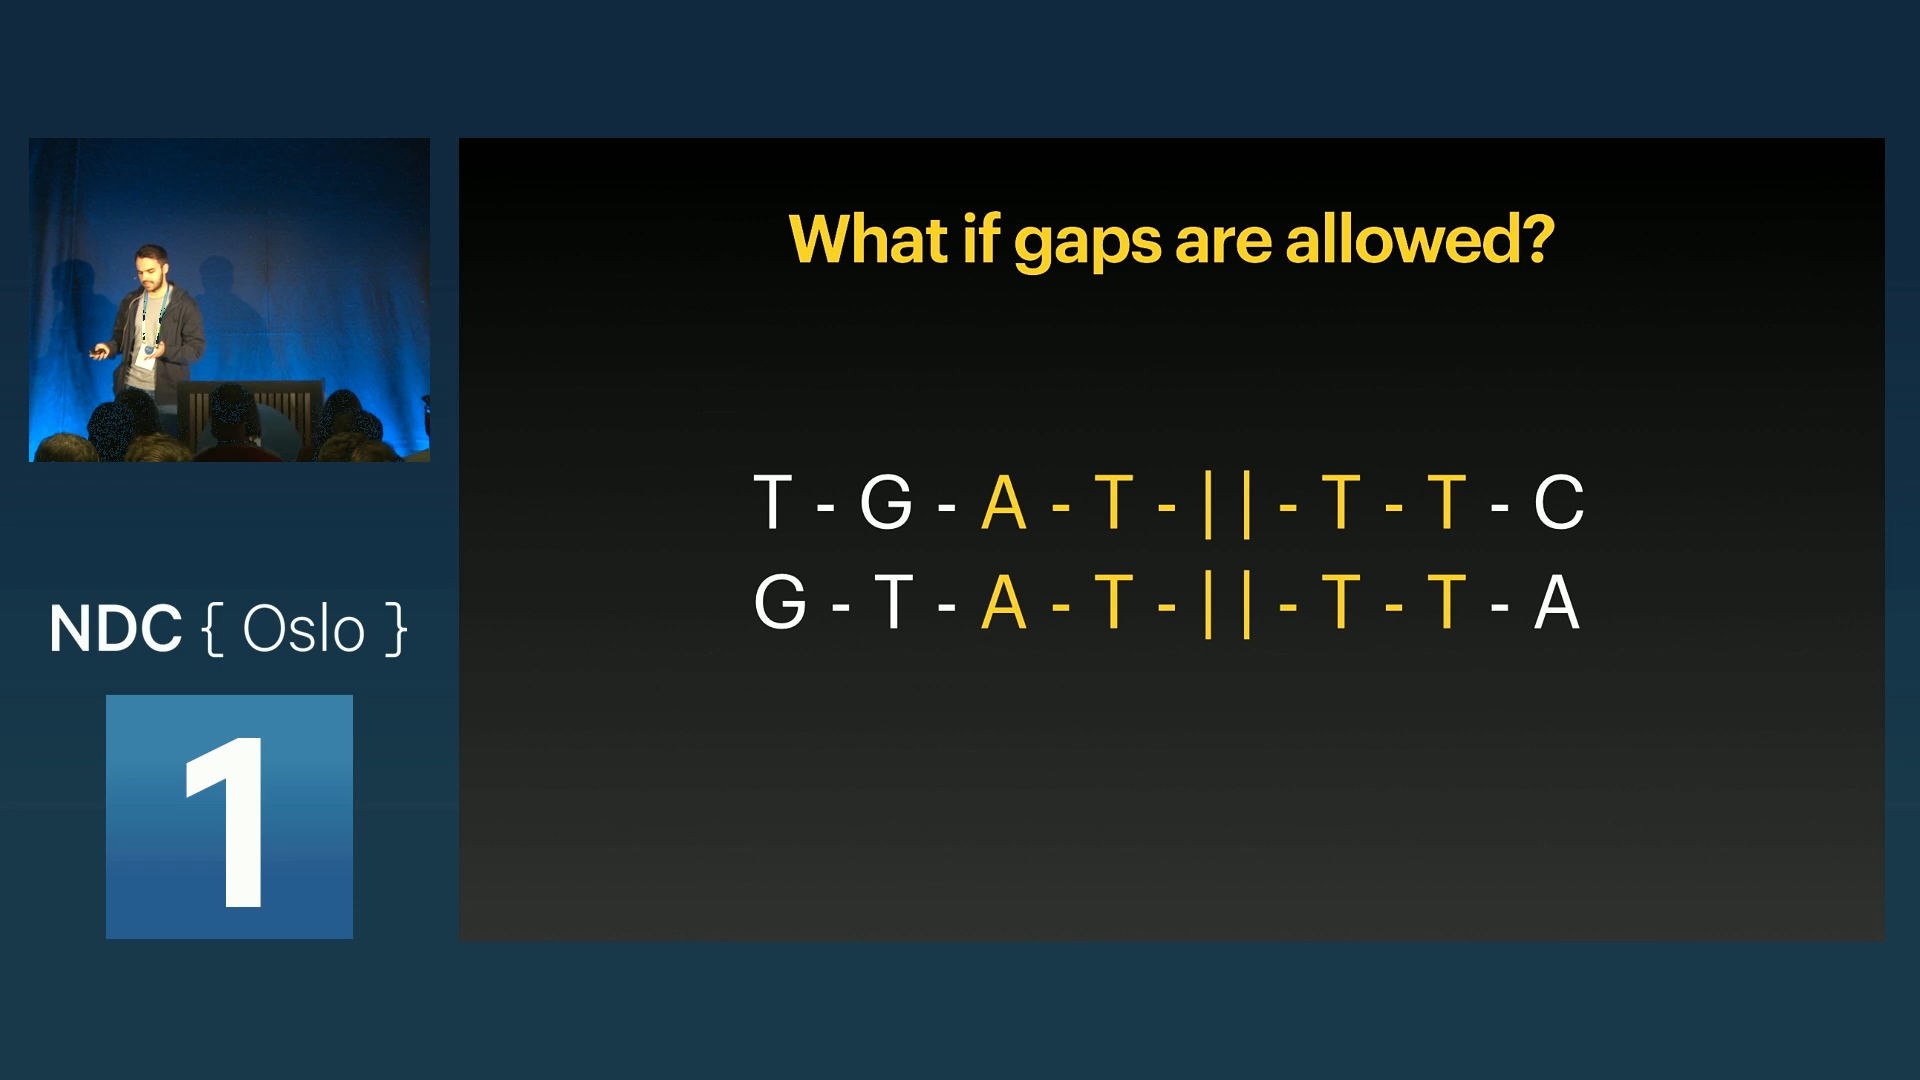 What if gaps are allowed?
T - G - A - T - | | - T - T - C
G - T - A - T - | | - T - T - A
NDC { Oslo }
1